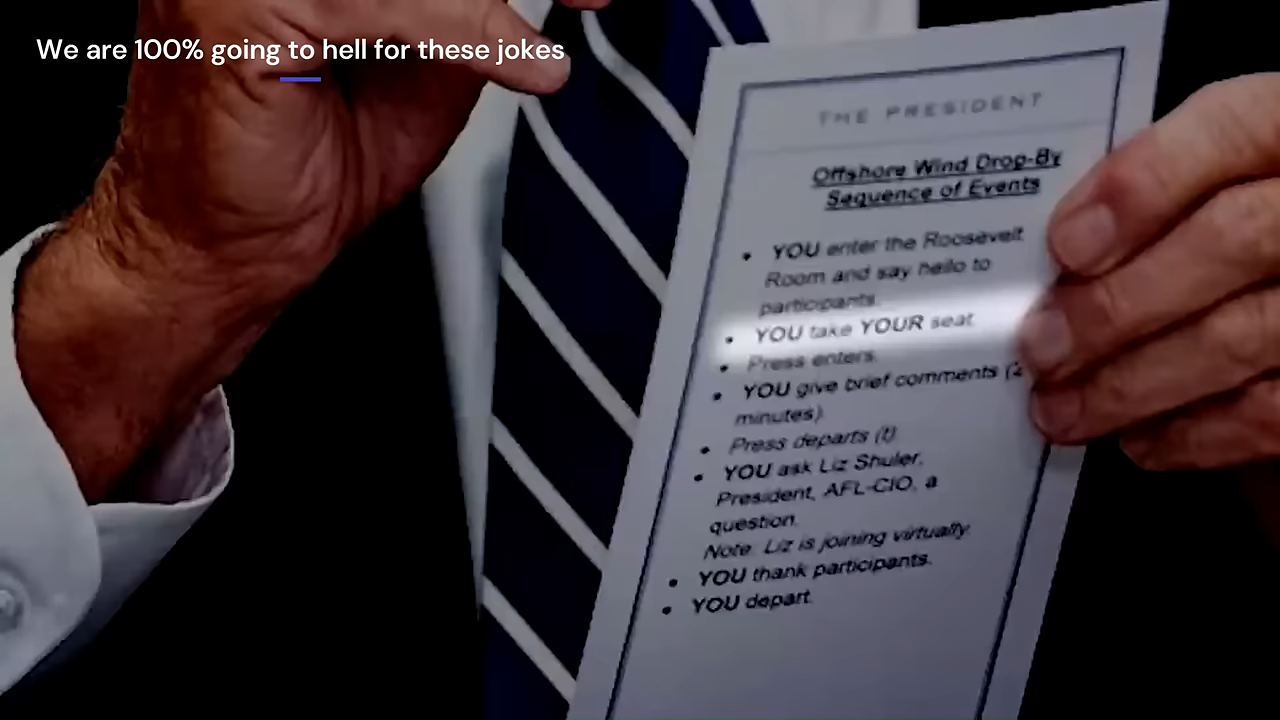 We are 100% going to hell for these jokes
THE PRESIDENT
Offshore Wind Drop-By
Sequence of Events
• YOU enter the Roosevelt
Room and say hello to
participants.
• YOU take YOUR seat.
• Press enters.
• YOU give brief comments (2
minutes).
• Press departs (t).
• YOU ask Liz Shuler,
President, AFL-CIO, a
question.
Note: Liz is joining virtually.
• YOU thank participants.
• YOU depart.